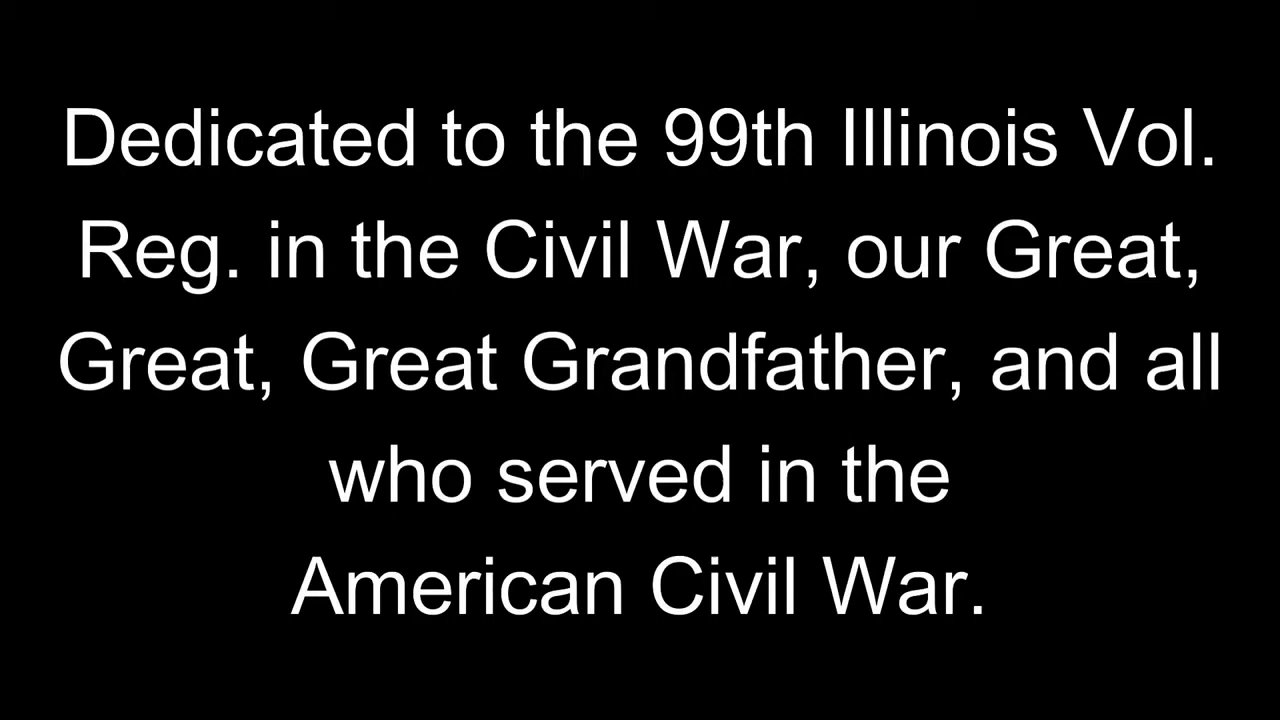 Dedicated to the 99th Illinois Vol.
Reg. in the Civil War, our Great,
Great, Great Grandfather, and all
who served in the
American Civil War.